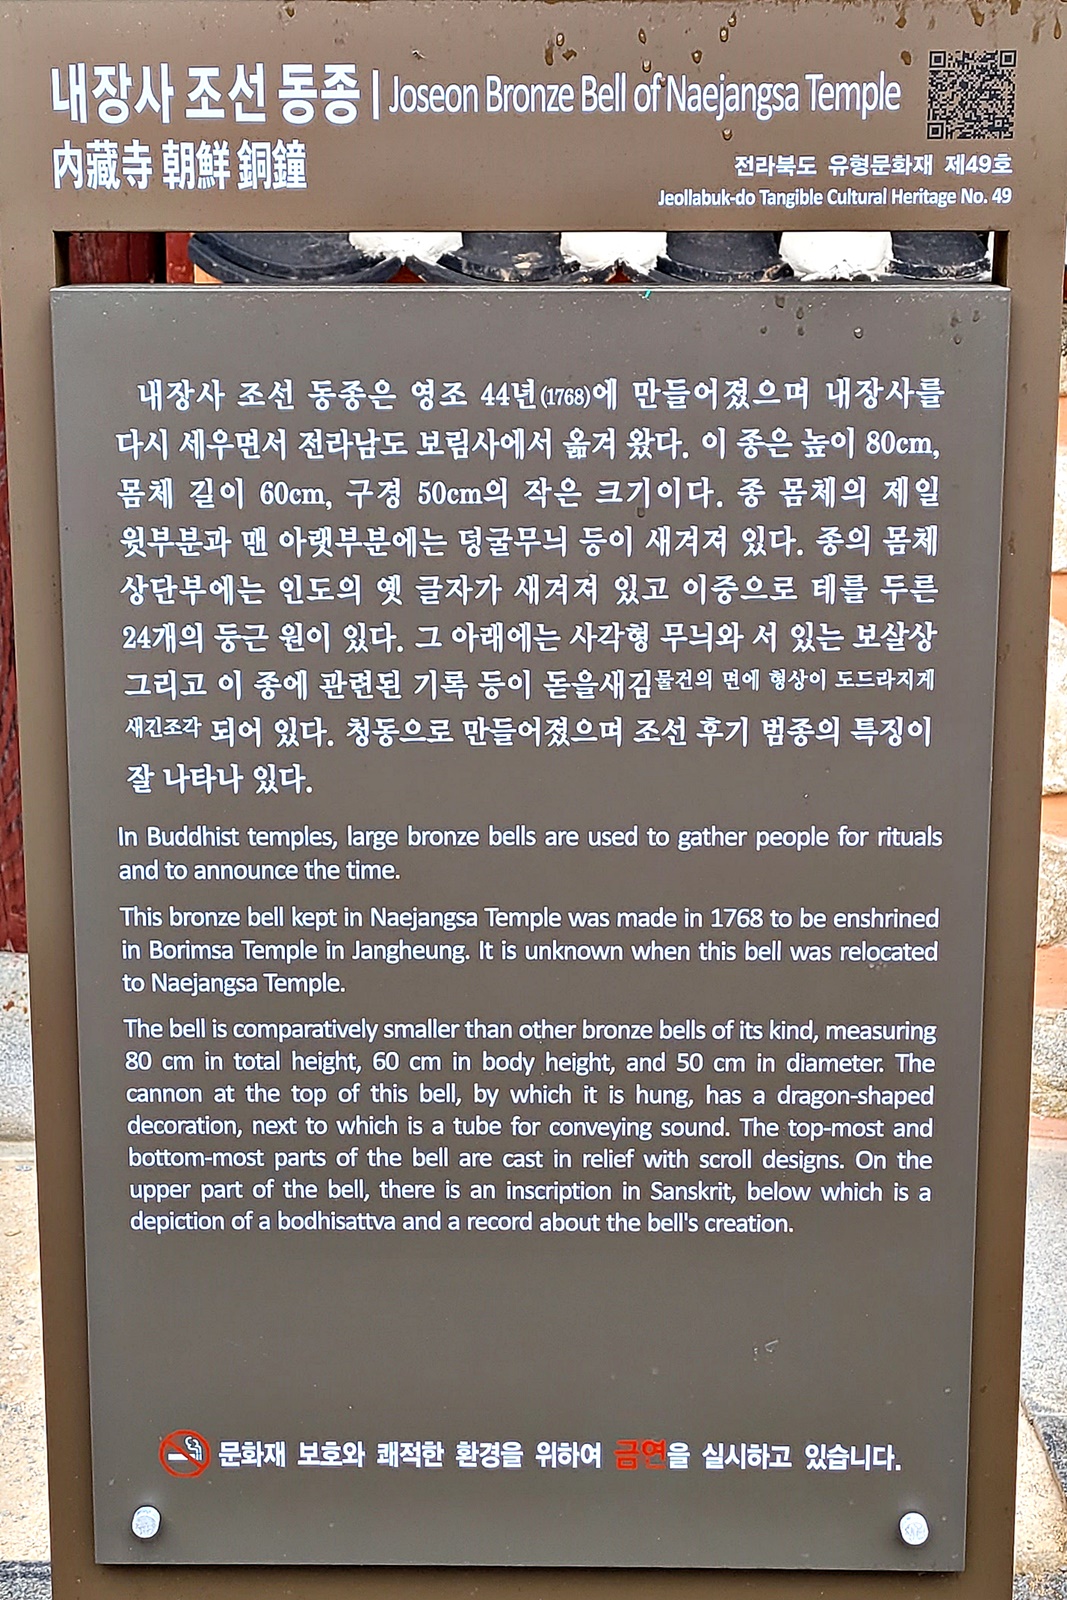 내장사 조선 동종 | Joseon Bronze Bell of Naejangsa Temple
内藏寺 朝鮮 銅鐘
전라북도 유형문화재 제49호
Jeollabuk-do Tangible Cultural Heritage No. 49
내장사 조선 동종은 영조 44년(1768)에 만들어졌으며 내장사를
다시 세우면서 전라남도 보림사에서 옮겨 왔다. 이 종은 높이 80cm,
몸체 길이 60cm, 구경 50cm의 작은 크기이다. 종 몸체의 제일
윗부분과 맨 아랫부분에는 덩굴무늬 등이 새겨져 있다. 종의 몸체
상단부에는 인도의 옛 글자가 새겨져 있고 이중으로 테를 두른
24개의 둥근 원이 있다. 그 아래에는 사각형 무늬와 서 있는 보살상
그리고 이 종에 관련된 기록 등이 돋을새김물건의 면에 형상이 도드라지게
새긴조각 되어 있다. 청동으로 만들어졌으며 조선 후기 범종의 특징이
잘 나타나 있다.
In Buddhist temples, large bronze bells are used to gather people for rituals
and to announce the time.
This bronze bell kept in Naejangsa Temple was made in 1768 to be enshrined
in Borimsa Temple in Jangheung. It is unknown when this bell was relocated
to Naejangsa Temple.
The bell is comparatively smaller than other bronze bells of its kind, measuring
80 cm in total height, 60 cm in body height, and 50 cm in diameter. The
cannon at the top of this bell, by which it is hung, has a dragon-shaped
decoration, next to which is a tube for conveying sound. The top-most and
bottom-most parts of the bell are cast in relief with scroll designs. On the
upper part of the bell, there is an inscription in Sanskrit, below which is a
depiction of a bodhisattva and a record about the bell's creation.
문화재 보호와 쾌적한 환경을 위하여 금연을 실시하고 있습니다.